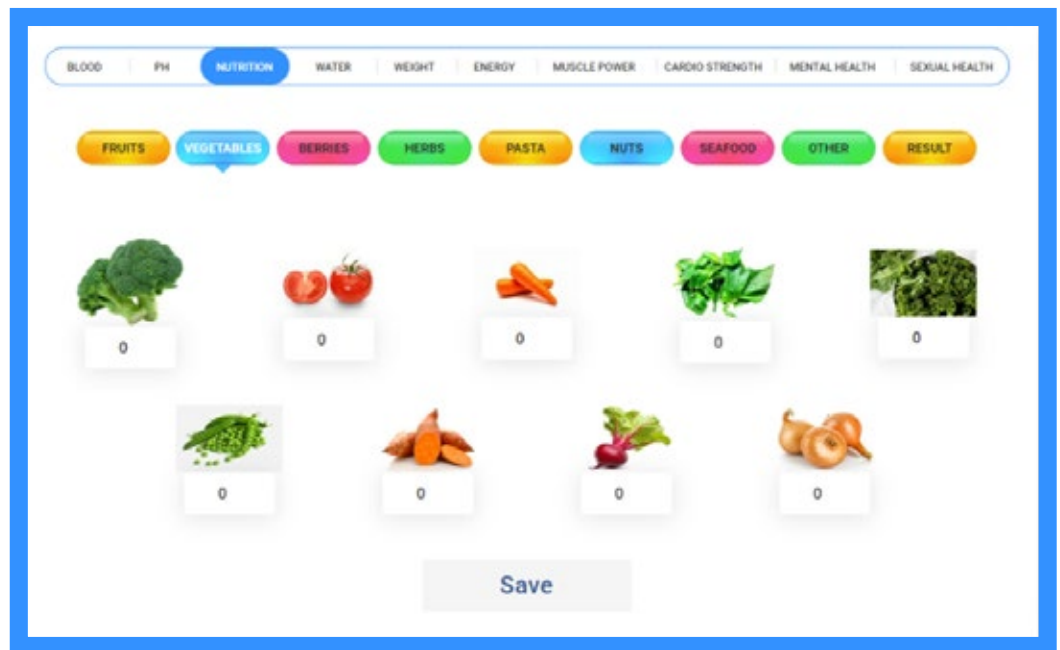 BLOOD PH NUTRITION WATER WEIGHT ENERGY MUSCLE POWER CARDIO STRENGTH MENTAL HEALTH SEXUAL HEALTH
FRUITS VEGETABLES BERRIES HERBS PASTA NUTS SEAFOOD OTHER RESULT
0 0 0 0 0
0 0 0 0
Save